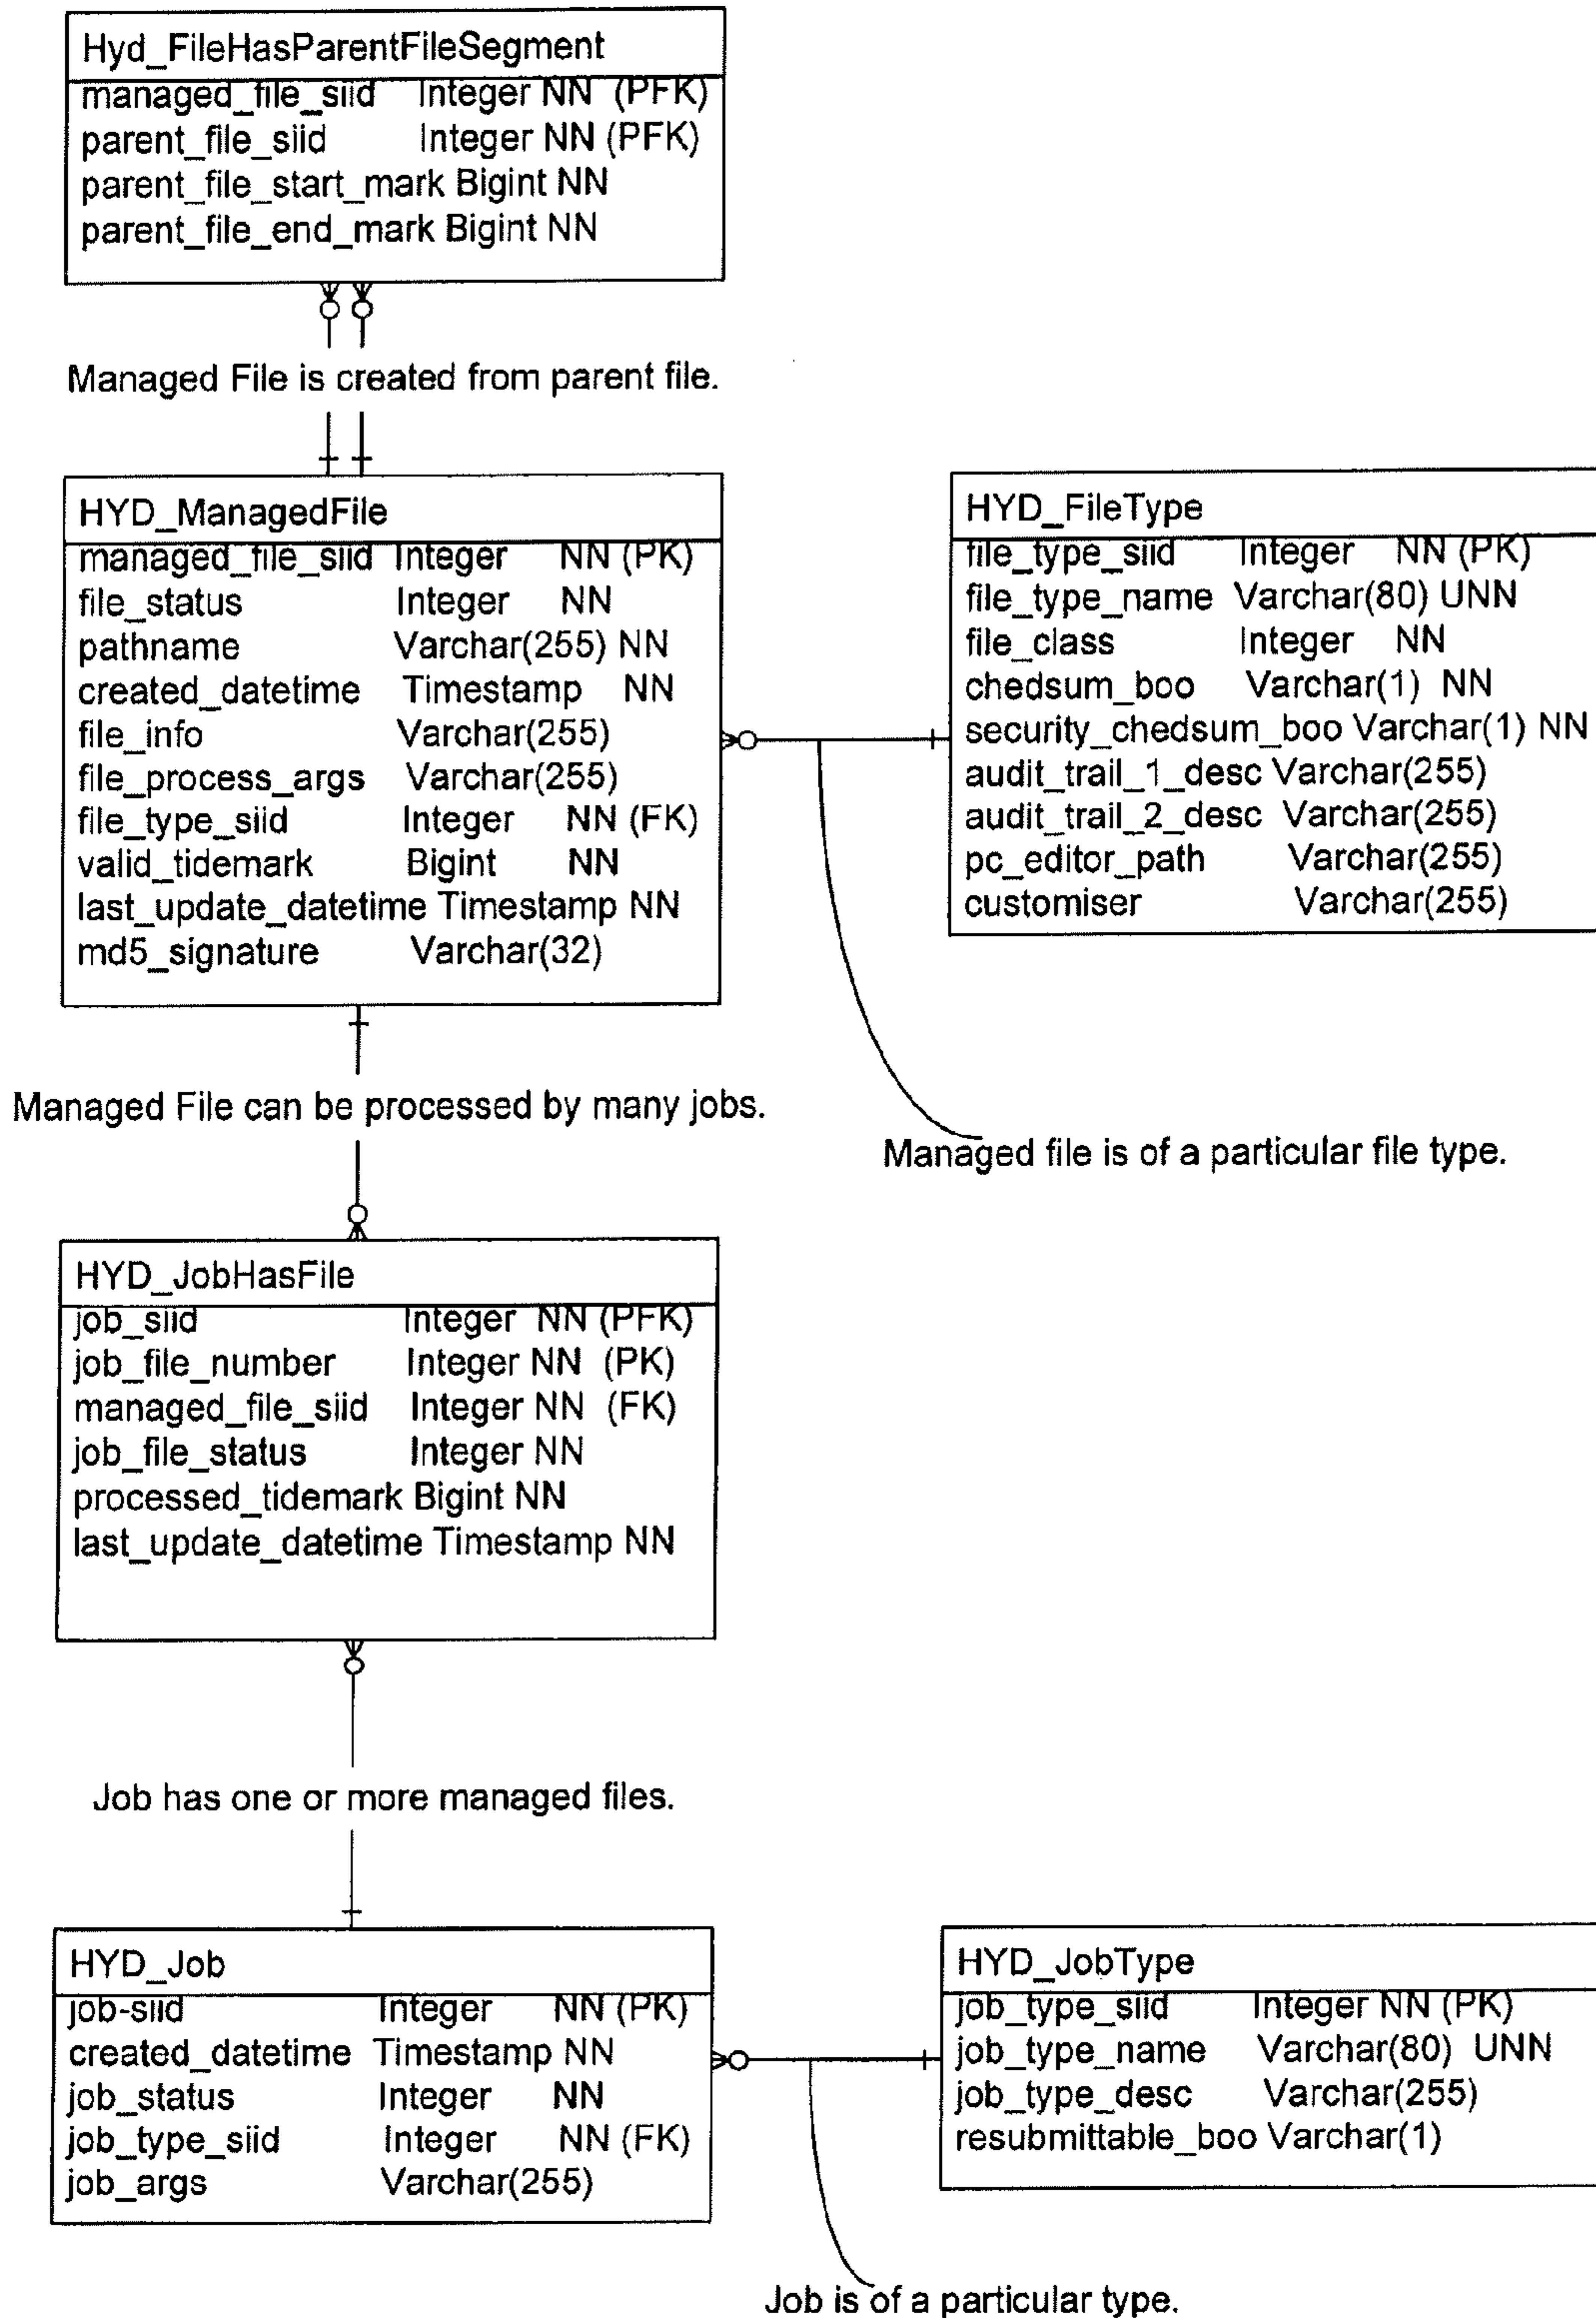 Hyd_FileHasParentFileSegment
managed_file_siid Integer NN (PFK)
parent_file_siid Integer NN (PFK)
parent_file_start_mark Bigint NN
parent_file_end_mark Bigint NN
Managed File is created from parent file.
HYD_ManagedFile
managed_file_siid Integer NN (PK)
file_status Integer NN
pathname Varchar(255) NN
created_datetime Timestamp NN
file_info Varchar(255)
file_process_args Varchar(255)
file_type_siid Integer NN (FK)
valid_tidemark Bigint NN
last_update_datetime Timestamp NN
md5_signature Varchar(32)
HYD_FileType
file_type_siid Integer NN (PK)
file_type_name Varchar(80) UNN
file_class Integer NN
chedsum_boo Varchar(1) NN
security_chedsum_boo Varchar(1) NN
audit_trail_1_desc Varchar(255)
audit_trail_2_desc Varchar(255)
pc_editor_path Varchar(255)
customiser Varchar(255)
Managed File can be processed by many jobs.
Managed file is of a particular file type.
HYD_JobHasFile
job_siid Integer NN (PFK)
job_file_number Integer NN (PK)
managed_file_siid Integer NN (FK)
job_file_status Integer NN
processed_tidemark Bigint NN
last_update_datetime Timestamp NN
Job has one or more managed files.
HYD_Job
job-siid Integer NN (PK)
created_datetime Timestamp NN
job_status Integer NN
job_type_siid Integer NN (FK)
job_args Varchar(255)
HYD_JobType
job_type_siid Integer NN (PK)
job_type_name Varchar(80) UNN
job_type_desc Varchar(255)
resubmittable_boo Varchar(1)
Job is of a particular type.